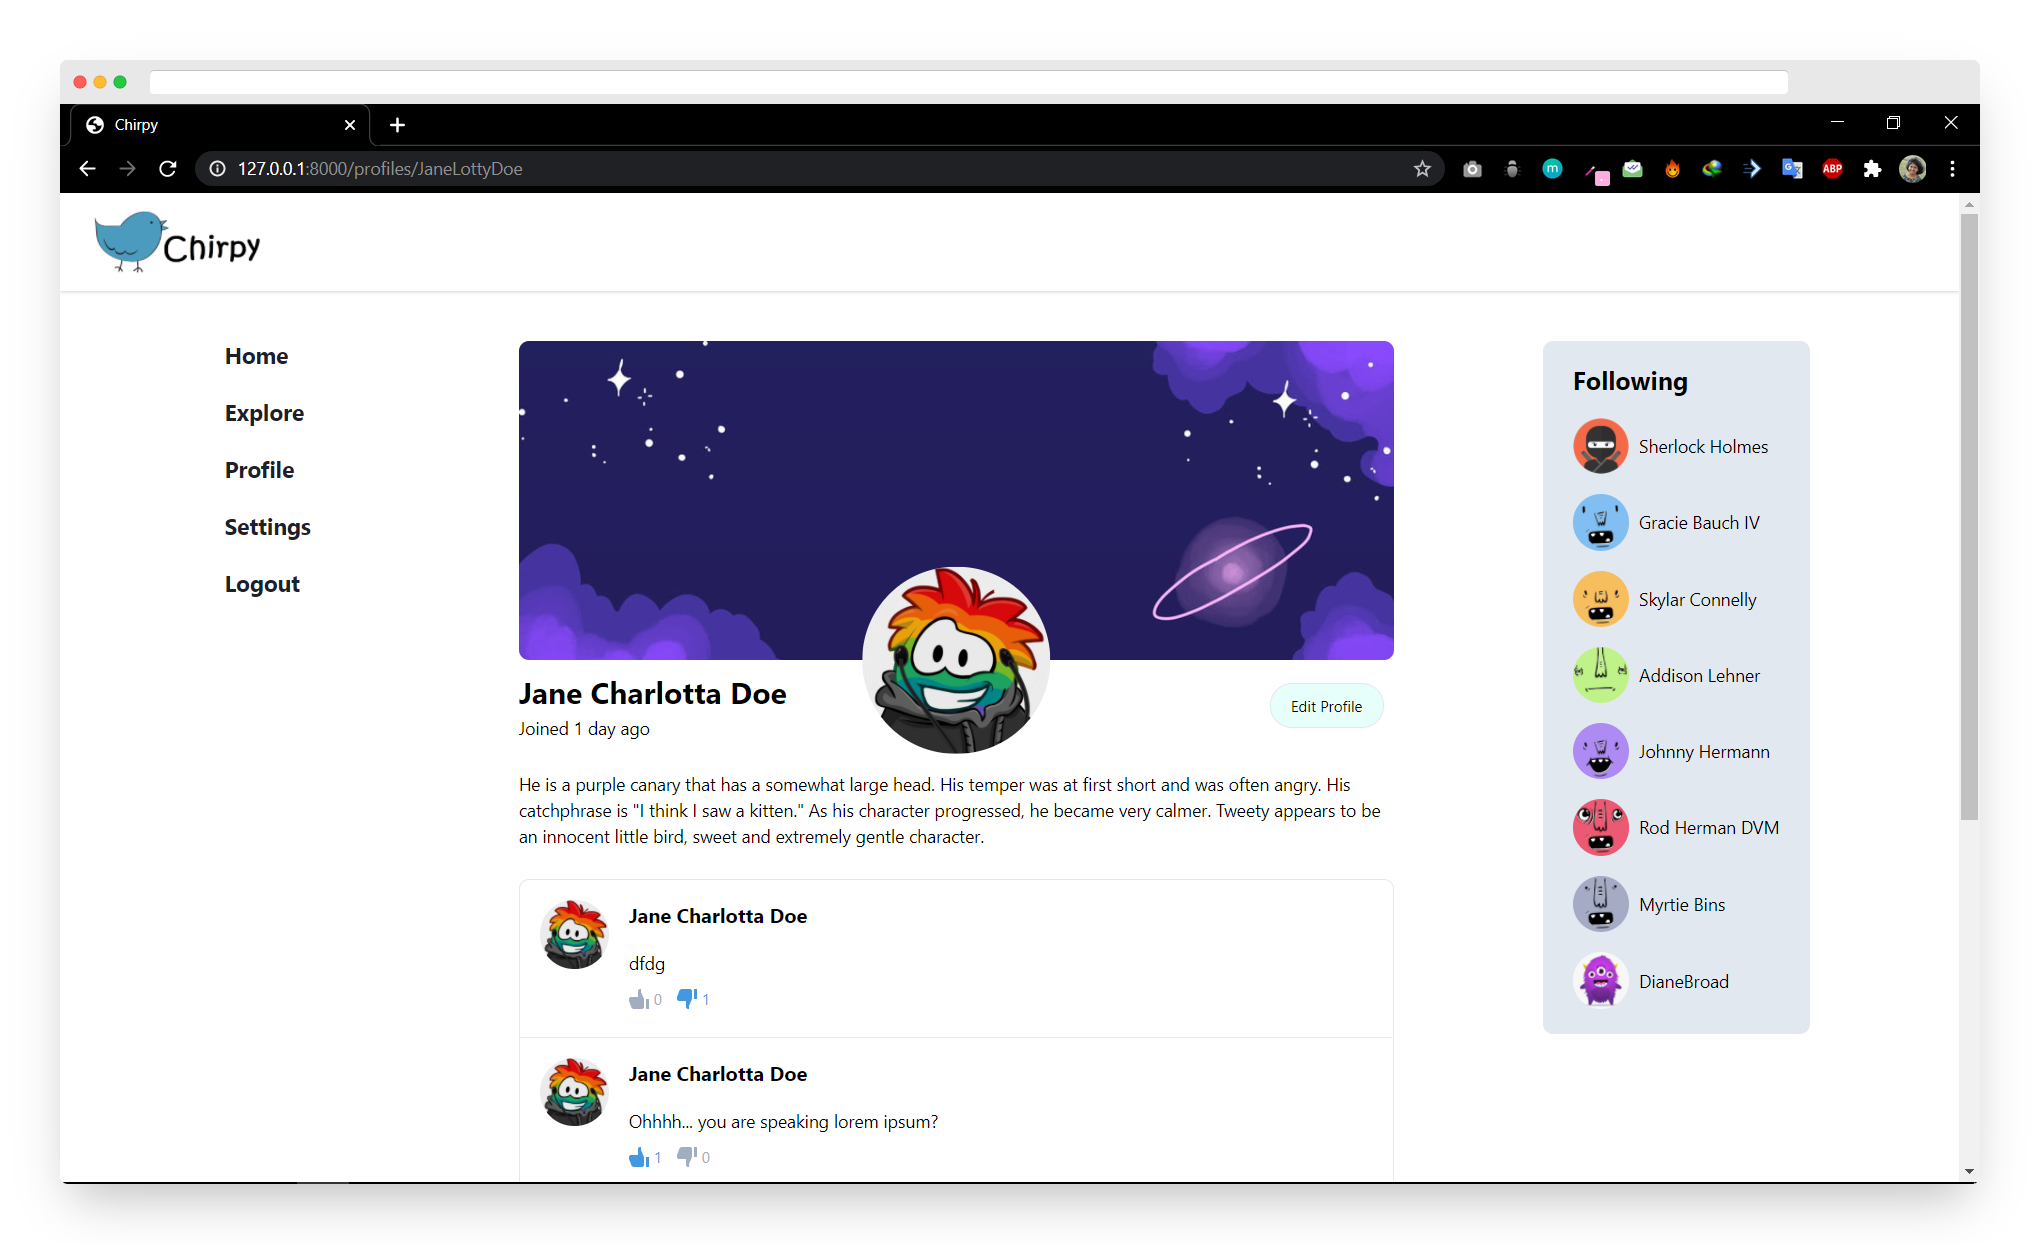 Chirpy
127.0.0.1:8000/profiles/JaneLottyDoe
m
G
ABP
Chirpy
Home
Explore
Profile
Settings
Logout
Jane Charlotta Doe
Joined 1 day ago
Edit Profile
He is a purple canary that has a somewhat large head. His temper was at first short and was often angry. His
catchphrase is "I think I saw a kitten." As his character progressed, he became very calmer. Tweety appears to be
an innocent little bird, sweet and extremely gentle character.
Jane Charlotta Doe
dfdg
0 1
Jane Charlotta Doe
Ohhhh... you are speaking lorem ipsum?
1 0
Following
Sherlock Holmes
Gracie Bauch IV
Skylar Connelly
Addison Lehner
Johnny Hermann
Rod Herman DVM
Myrtie Bins
DianeBroad